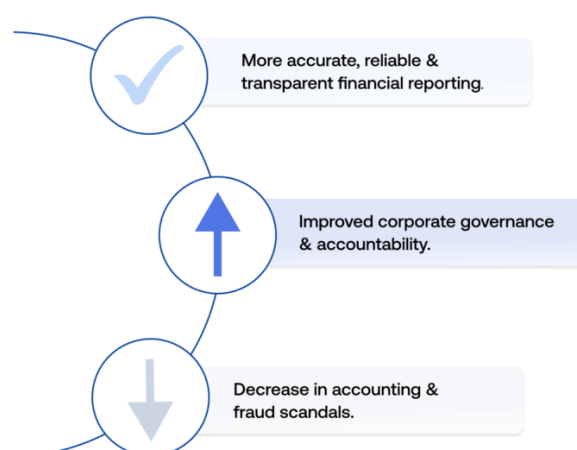 More accurate, reliable &
transparent financial reporting.
Improved corporate governance
& accountability.
Decrease in accounting &
fraud scandals.